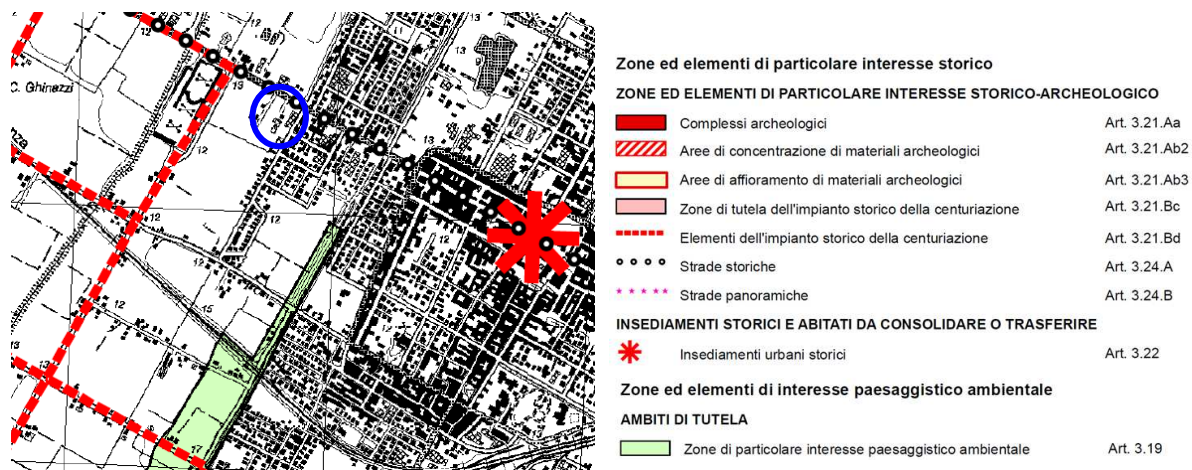 12
12
13
11
13
13
C. Ghinazzi
12
12
12
12
15
12
12
13
13
17
Zone ed elementi di particolare interesse storico
ZONE ED ELEMENTI DI PARTICOLARE INTERESSE STORICO-ARCHEOLOGICO
Complessi archeologici Art. 3.21.Aa
Aree di concentrazione di materiali archeologici Art. 3.21.Ab2
Aree di affioramento di materiali archeologici Art. 3.21.Ab3
Zone di tutela dell'impianto storico della centuriazione Art. 3.21.Bc
Elementi dell'impianto storico della centuriazione Art. 3.21.Bd
Strade storiche Art. 3.24.A
Strade panoramiche Art. 3.24.B
INSEDIAMENTI STORICI E ABITATI DA CONSOLIDARE O TRASFERIRE
Insediamenti urbani storici Art. 3.22
Zone ed elementi di interesse paesaggistico ambientale
AMBITI DI TUTELA
Zone di particolare interesse paesaggistico ambientale Art. 3.19